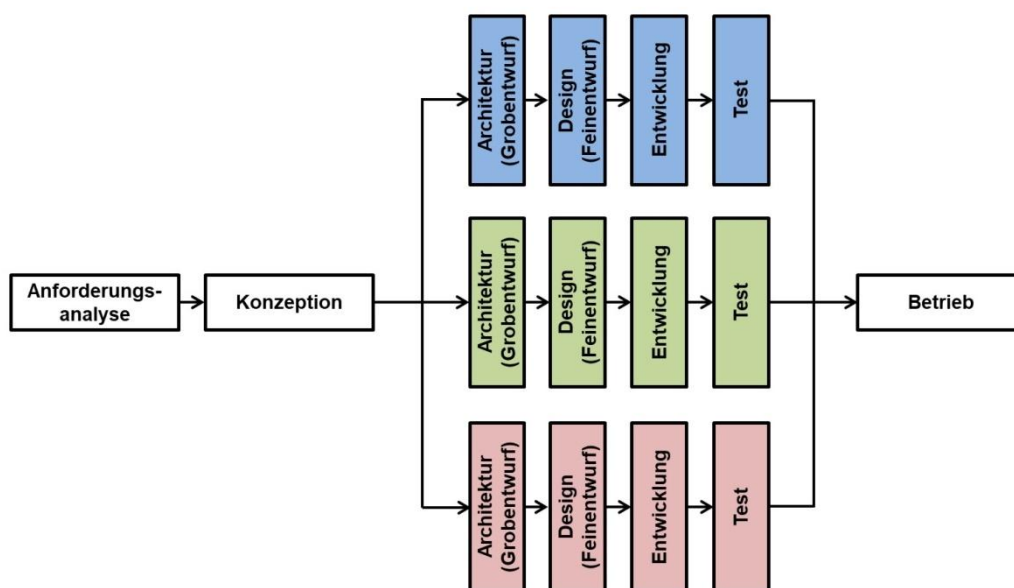 Architektur
(Grobentwurf)
Design
(Feinentwurf)
Entwicklung
Test
Anforderungs-
analyse
Konzeption
Architektur
(Grobentwurf)
Design
(Feinentwurf)
Entwicklung
Test
Betrieb
Architektur
(Grobentwurf)
Design
(Feinentwurf)
Entwicklung
Test